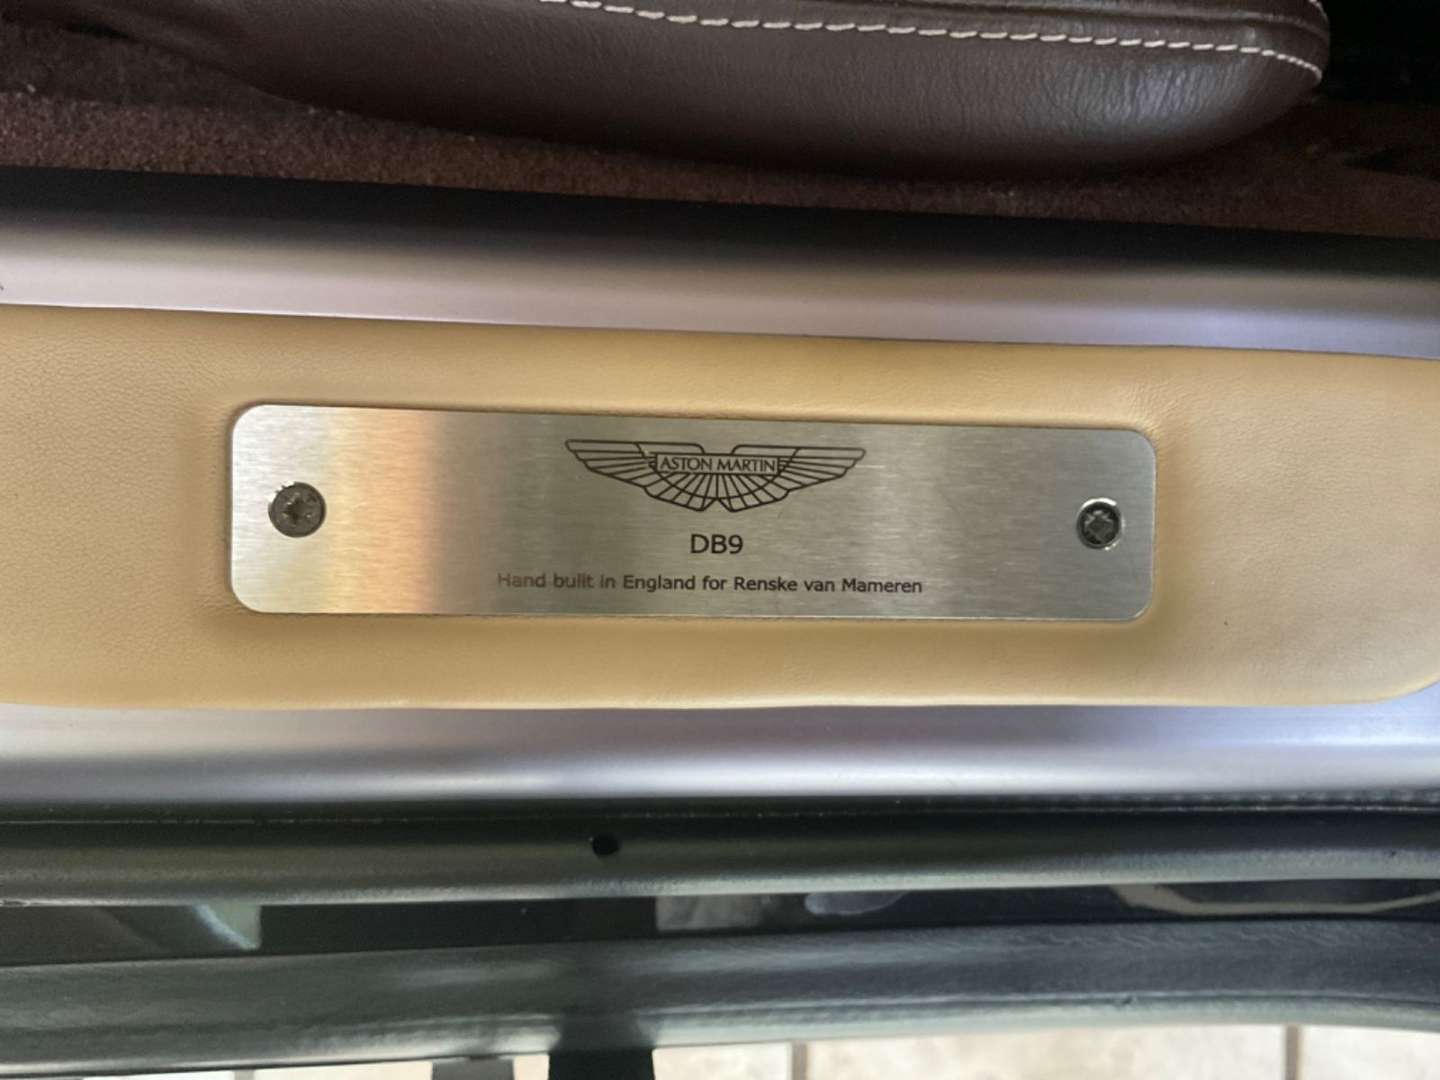 ASTON MARTIN
DB9
Hand built in England for Renske van Mameren